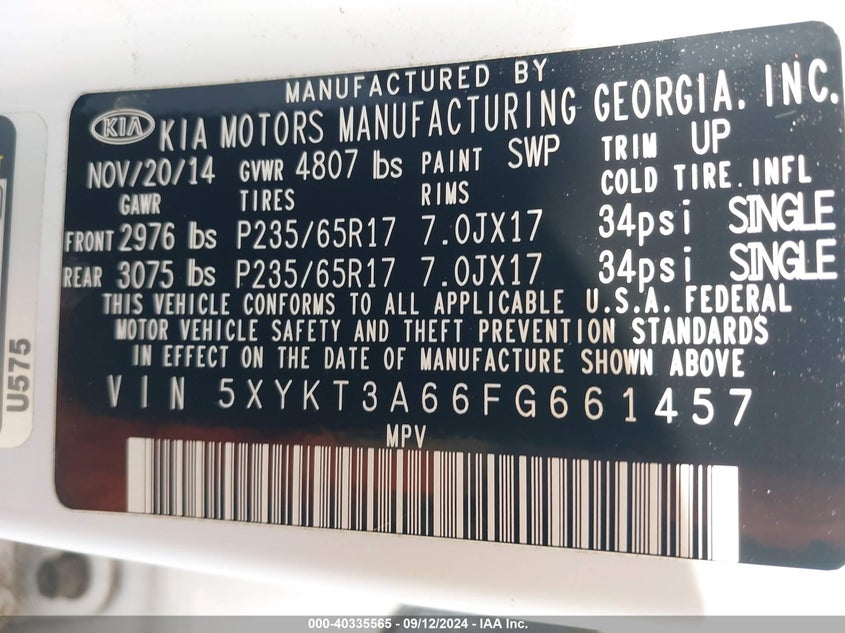 MANUFACTURED BY
KIA KIA MOTORS MANUFACTURING GEORGIA, INC.
NOV/20/14 GVWR 4807 lbs PAINT SWP TRIM UP
GAWR TIRES RIMS COLD TIRE. INFL
FRONT 2976 lbs P235/65R17 7.0JX17 34psi SINGLE
REAR 3075 lbs P235/65R17 7.0JX17 34psi SINGLE
THIS VEHICLE CONFORMS TO ALL APPLICABLE U.S.A. FEDERAL
MOTOR VEHICLE SAFETY AND THEFT PREVENTION STANDARDS
IN EFFECT ON THE DATE OF MANUFACTURE SHOWN ABOVE
VIN 5XYKT3A66FG661457
MPV
U575
000-40335565 - 09/12/2024 - IAA Inc.